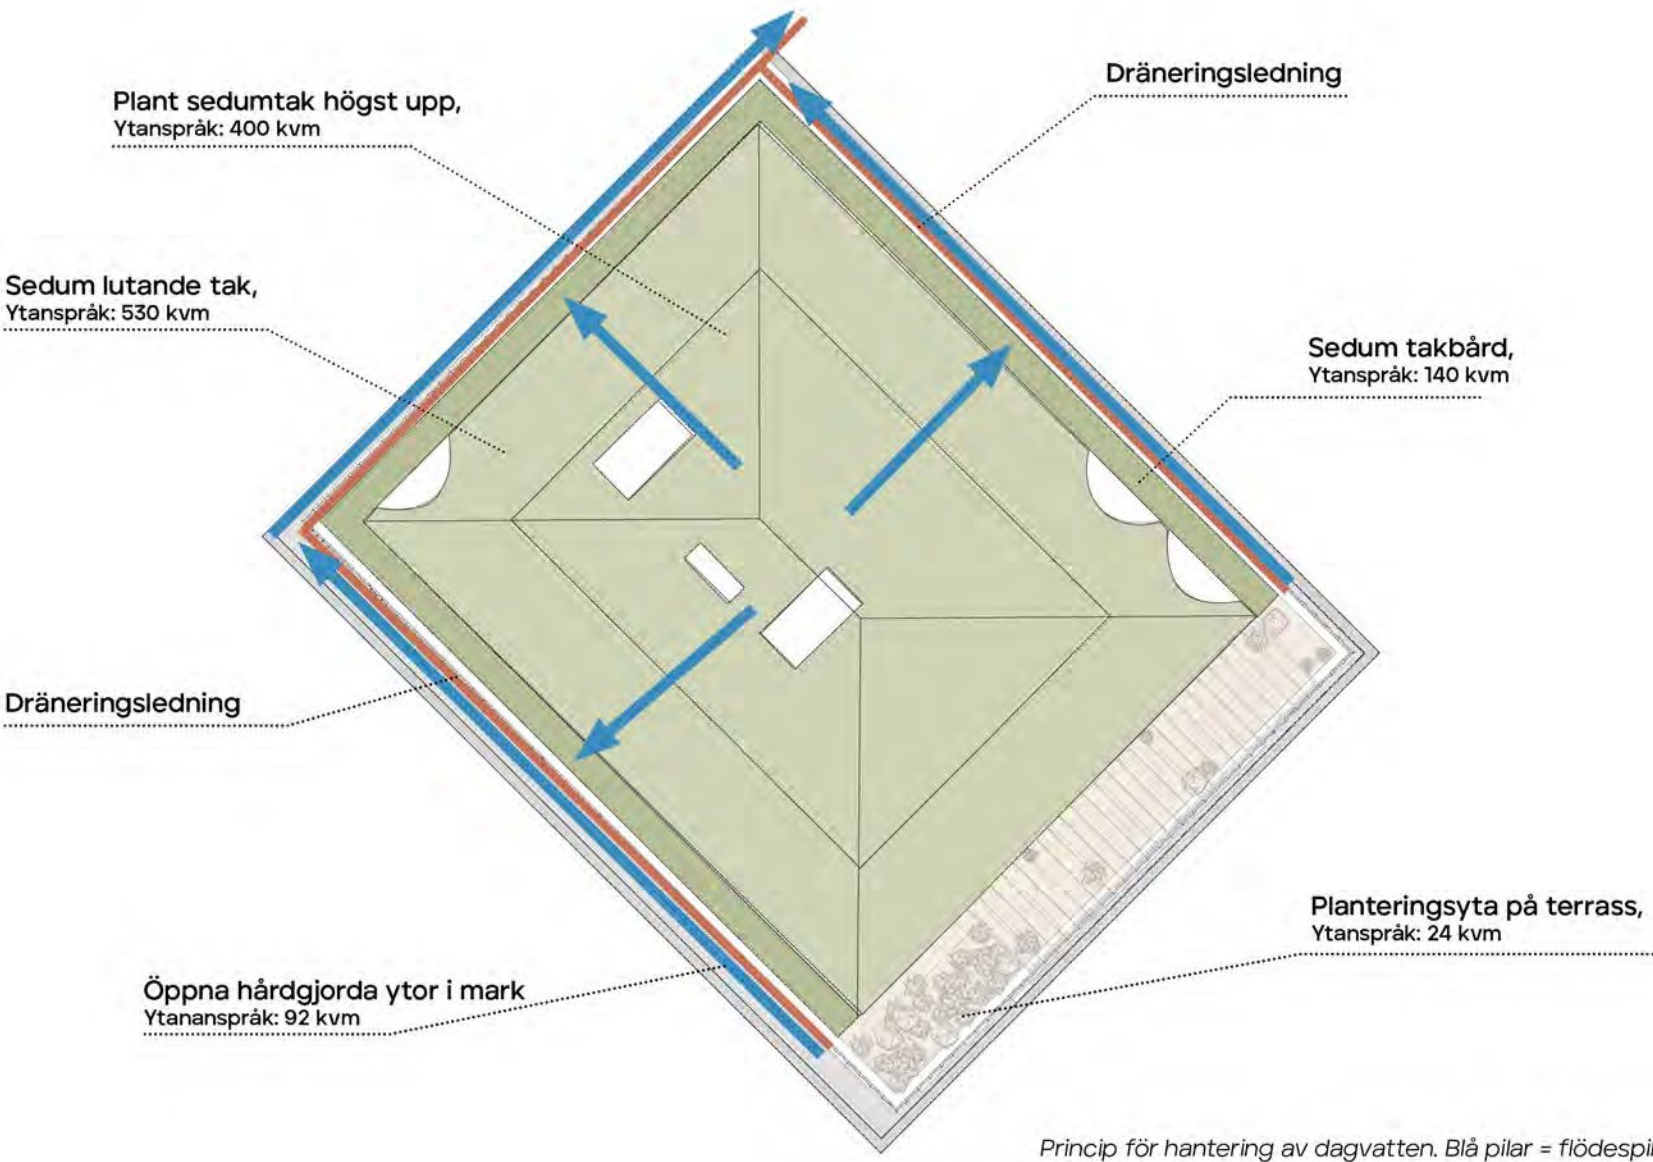 Plant sedumtak högst upp,
Ytanspråk: 400 kvm
Dräneringsledning
Sedum lutande tak,
Ytanspråk: 530 kvm
Sedum takbård,
Ytanspråk: 140 kvm
Dräneringsledning
Planteringsyta på terrass,
Ytanspråk: 24 kvm
Öppna hårdgjorda ytor i mark
Ytananspråk: 92 kvm
Princip för hantering av dagvatten. Blå pilar =